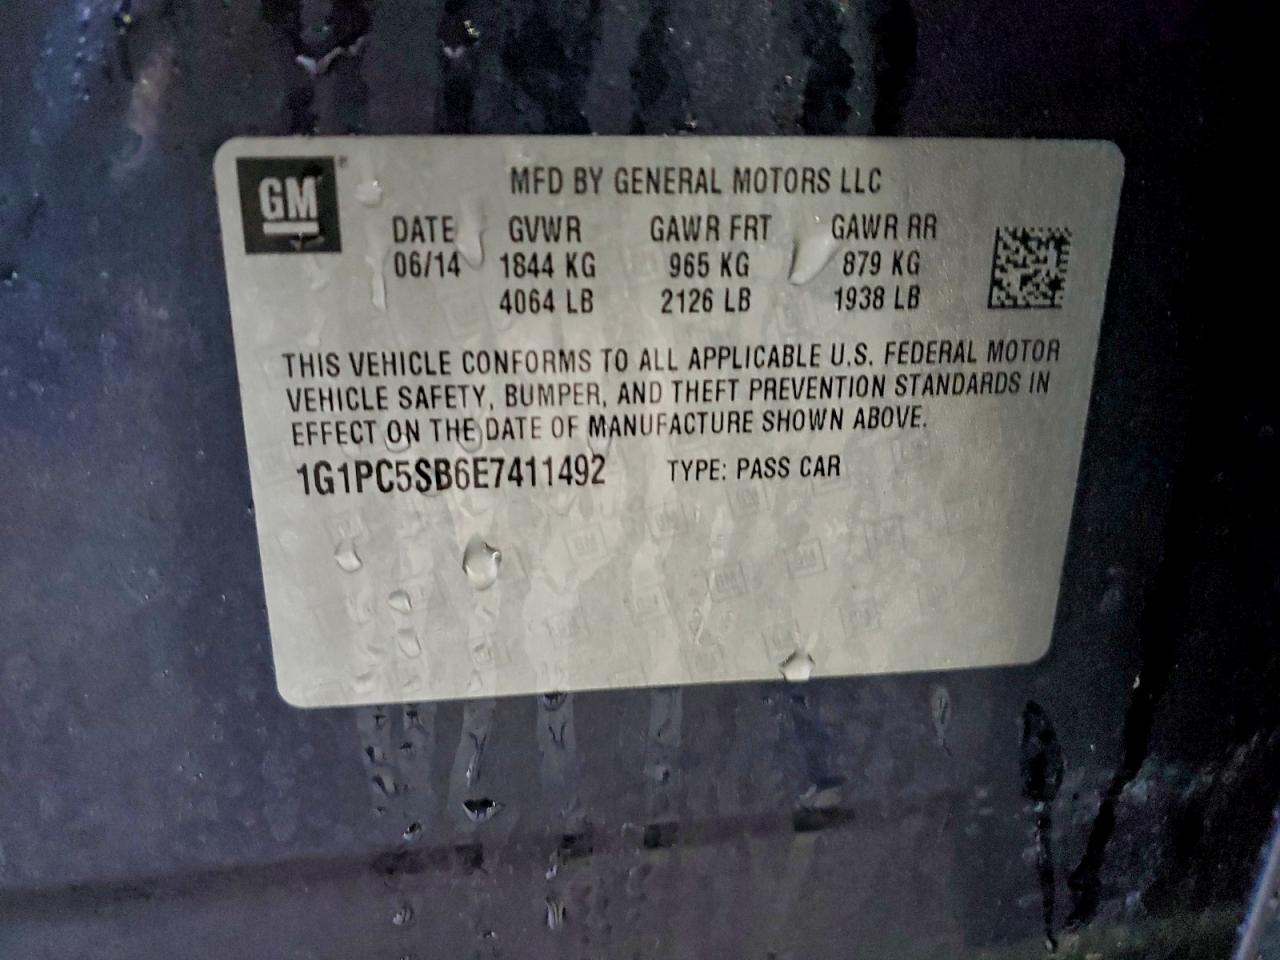 GM
MFD BY GENERAL MOTORS LLC
DATE GVWR GAWR FRT GAWR RR
06/14 1844 KG 965 KG 879 KG
4064 LB 2126 LB 1938 LB
THIS VEHICLE CONFORMS TO ALL APPLICABLE U.S. FEDERAL MOTOR
VEHICLE SAFETY, BUMPER, AND THEFT PREVENTION STANDARDS IN
EFFECT ON THE DATE OF MANUFACTURE SHOWN ABOVE.
1G1PC5SB6E7411492 TYPE: PASS CAR